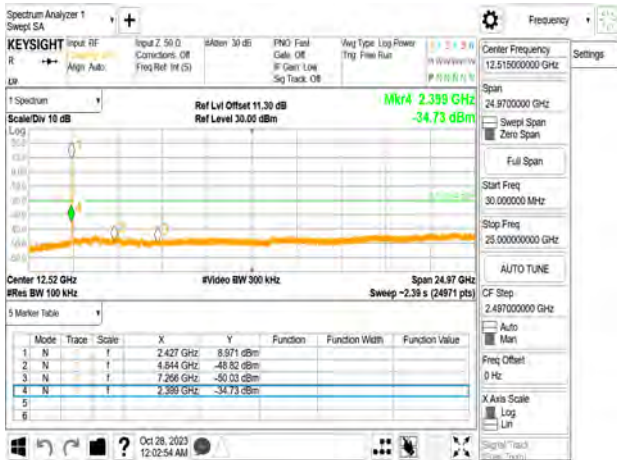 Spectrum Analyzer 1
Swept SA
+
Frequency
KEYSIGHT
R
Input: RF
Align: Auto
Input Z: 50 Ω
Corrections: Off
Freq Ref: Int (S)
#Atten: 30 dB
PNO: Fast
Gate: Off
IF Gain: Low
Sig Track: Off
Avg Type: Log-Power
Trig: Free Run
Center Frequency
12.515000000 GHz
Settings
Span
24.9700000 GHz
Swept Span
Zero Span
Full Span
Start Freq
30.000000 MHz
Stop Freq
25.000000000 GHz
AUTO TUNE
CF Step
2.497000000 GHz
Auto
Man
Freq Offset
0 Hz
X Axis Scale
Log
Lin
Signal Track
1 Spectrum
Scale/Div 10 dB
Log
Ref Lvl Offset 11.30 dB
Ref Level 30.00 dBm
Mkr4 2.399 GHz
-34.73 dBm
Center 12.52 GHz
#Res BW 100 kHz
#Video BW 300 kHz
Span 24.97 GHz
Sweep ~2.39 s (24971 pts)
5 Marker Table
Mode Trace Scale X Y Function Function Width Function Value
1 N f 2.427 GHz 8.971 dBm
2 N f 4.844 GHz -48.82 dBm
3 N f 7.266 GHz -50.03 dBm
4 N f 2.399 GHz -34.73 dBm
5
6
?
Oct 28, 2023
12:02:54 AM